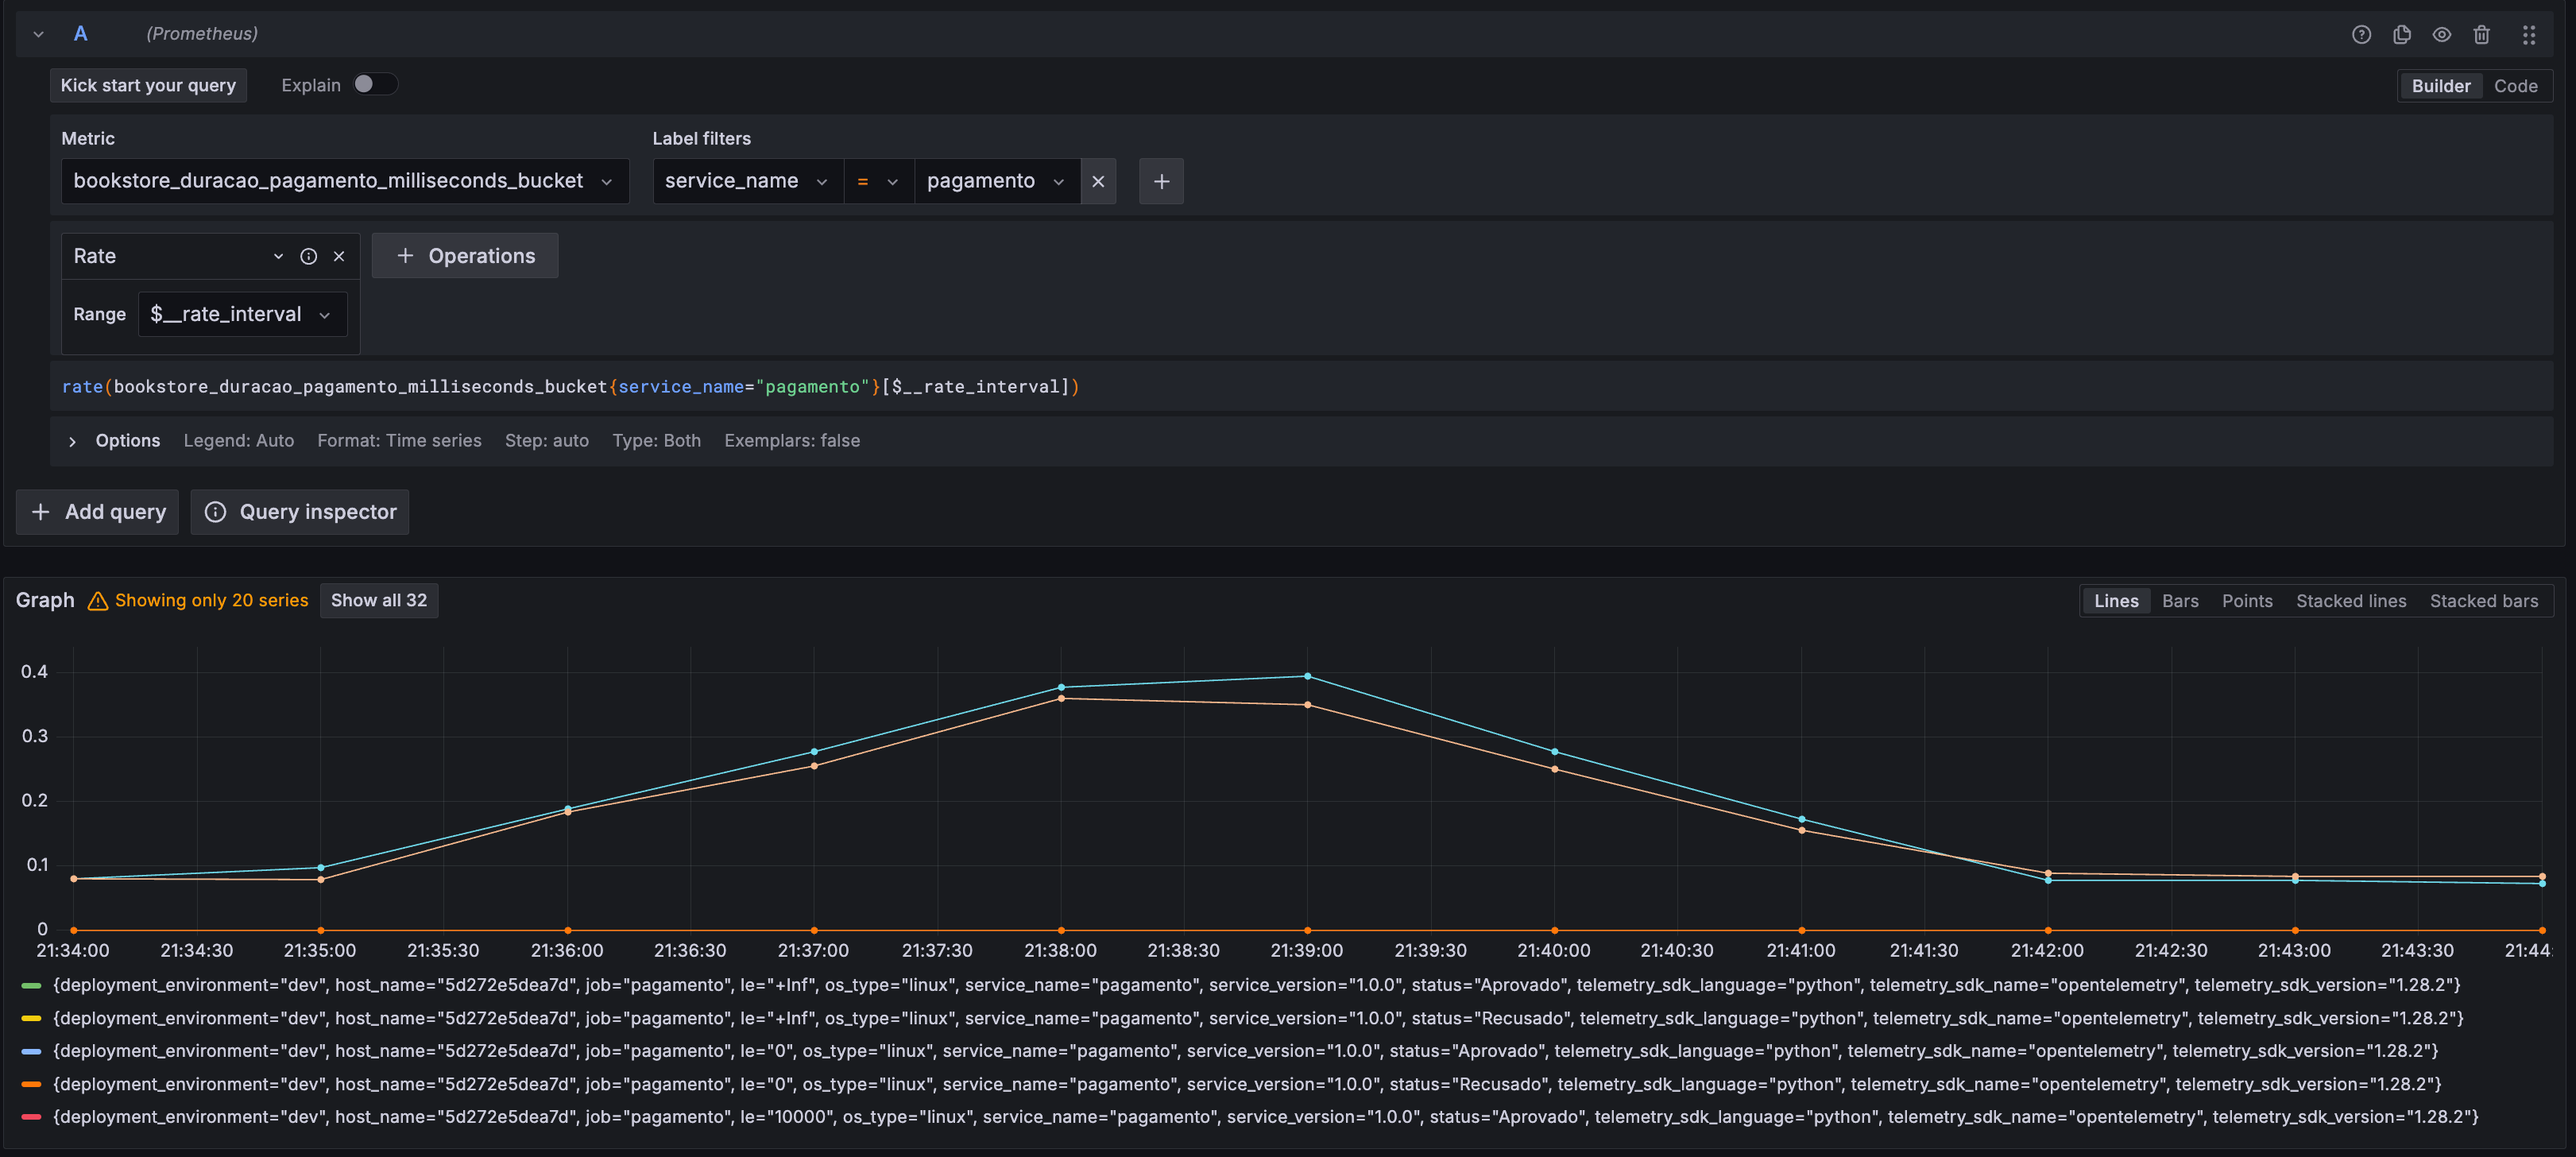 A (Prometheus)
Kick start your query Explain Builder Code
Metric Label filters
bookstore_duracao_pagamento_milliseconds_bucket service_name = pagamento
Rate Operations
Range $__rate_interval
rate(bookstore_duracao_pagamento_milliseconds_bucket{service_name="pagamento"}[$__rate_interval])
Options Legend: Auto Format: Time series Step: auto Type: Both Exemplars: false
+ Add query Query inspector
Graph Showing only 20 series Show all 32 Lines Bars Points Stacked lines Stacked bars
0.4
0.3
0.2
0.1
0
21:34:00 21:34:30 21:35:00 21:35:30 21:36:00 21:36:30 21:37:00 21:37:30 21:38:00 21:38:30 21:39:00 21:39:30 21:40:00 21:40:30 21:41:00 21:41:30 21:42:00 21:42:30 21:43:00 21:43:30 21:44:
{deployment_environment="dev", host_name="5d272e5dea7d", job="pagamento", le="+Inf", os_type="linux", service_name="pagamento", service_version="1.0.0", status="Aprovado", telemetry_sdk_language="python", telemetry_sdk_name="opentelemetry", telemetry_sdk_version="1.28.2"}
{deployment_environment="dev", host_name="5d272e5dea7d", job="pagamento", le="+Inf", os_type="linux", service_name="pagamento", service_version="1.0.0", status="Recusado", telemetry_sdk_language="python", telemetry_sdk_name="opentelemetry", telemetry_sdk_version="1.28.2"}
{deployment_environment="dev", host_name="5d272e5dea7d", job="pagamento", le="0", os_type="linux", service_name="pagamento", service_version="1.0.0", status="Aprovado", telemetry_sdk_language="python", telemetry_sdk_name="opentelemetry", telemetry_sdk_version="1.28.2"}
{deployment_environment="dev", host_name="5d272e5dea7d", job="pagamento", le="0", os_type="linux", service_name="pagamento", service_version="1.0.0", status="Recusado", telemetry_sdk_language="python", telemetry_sdk_name="opentelemetry", telemetry_sdk_version="1.28.2"}
{deployment_environment="dev", host_name="5d272e5dea7d", job="pagamento", le="10000", os_type="linux", service_name="pagamento", service_version="1.0.0", status="Aprovado", telemetry_sdk_language="python", telemetry_sdk_name="opentelemetry", telemetry_sdk_version="1.28.2"}